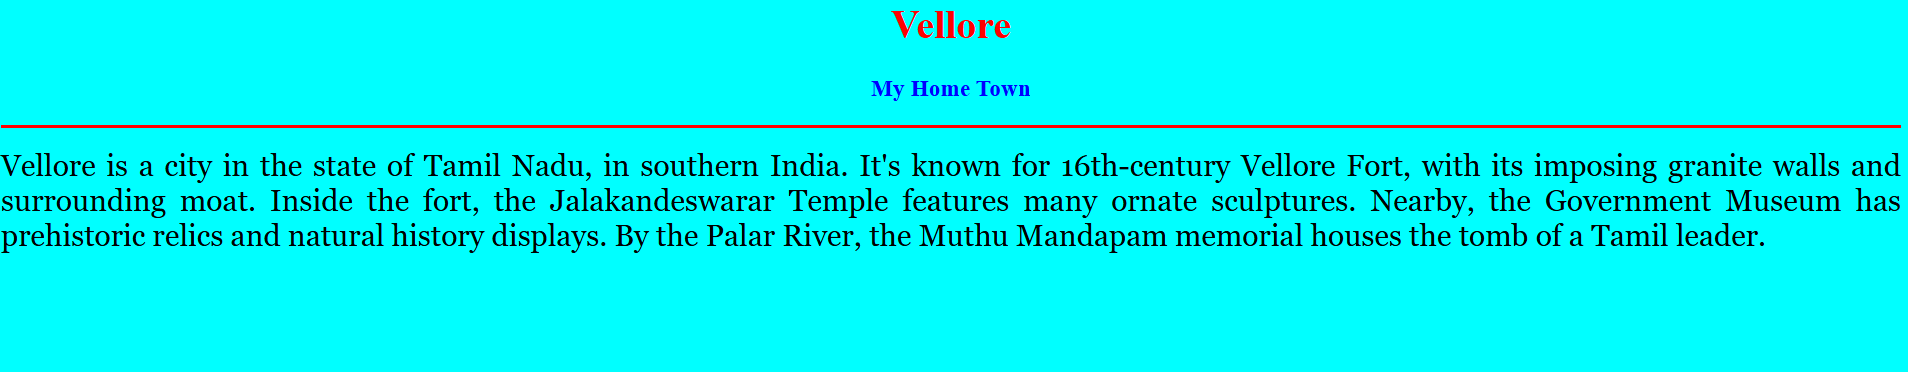 Vellore
My Home Town
Vellore is a city in the state of Tamil Nadu, in southern India. It's known for 16th-century Vellore Fort, with its imposing granite walls and
surrounding moat. Inside the fort, the Jalakandeswarar Temple features many ornate sculptures. Nearby, the Government Museum has
prehistoric relics and natural history displays. By the Palar River, the Muthu Mandapam memorial houses the tomb of a Tamil leader.